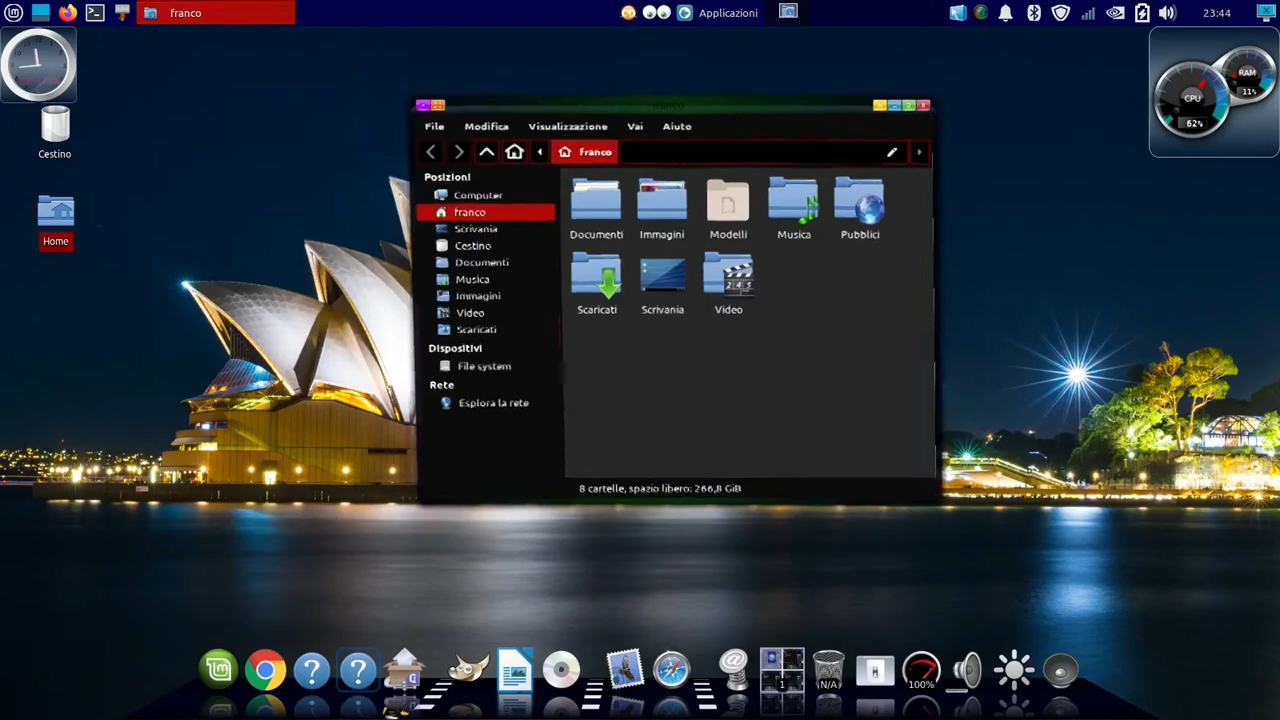 franco
Applicazioni
23:44
Cestino
Home
CPU
62%
RAM
11%
franco
File Modifica Visualizzazione Vai Aiuto
franco
Posizioni
Computer
franco
Scrivania
Cestino
Documenti
Musica
Immagini
Video
Scaricati
Dispositivi
File system
Rete
Esplora la rete
Documenti Immagini Modelli Musica Pubblici
Scaricati Scrivania Video
8 cartelle, spazio libero: 266,8 GiB
1
N/A
100%